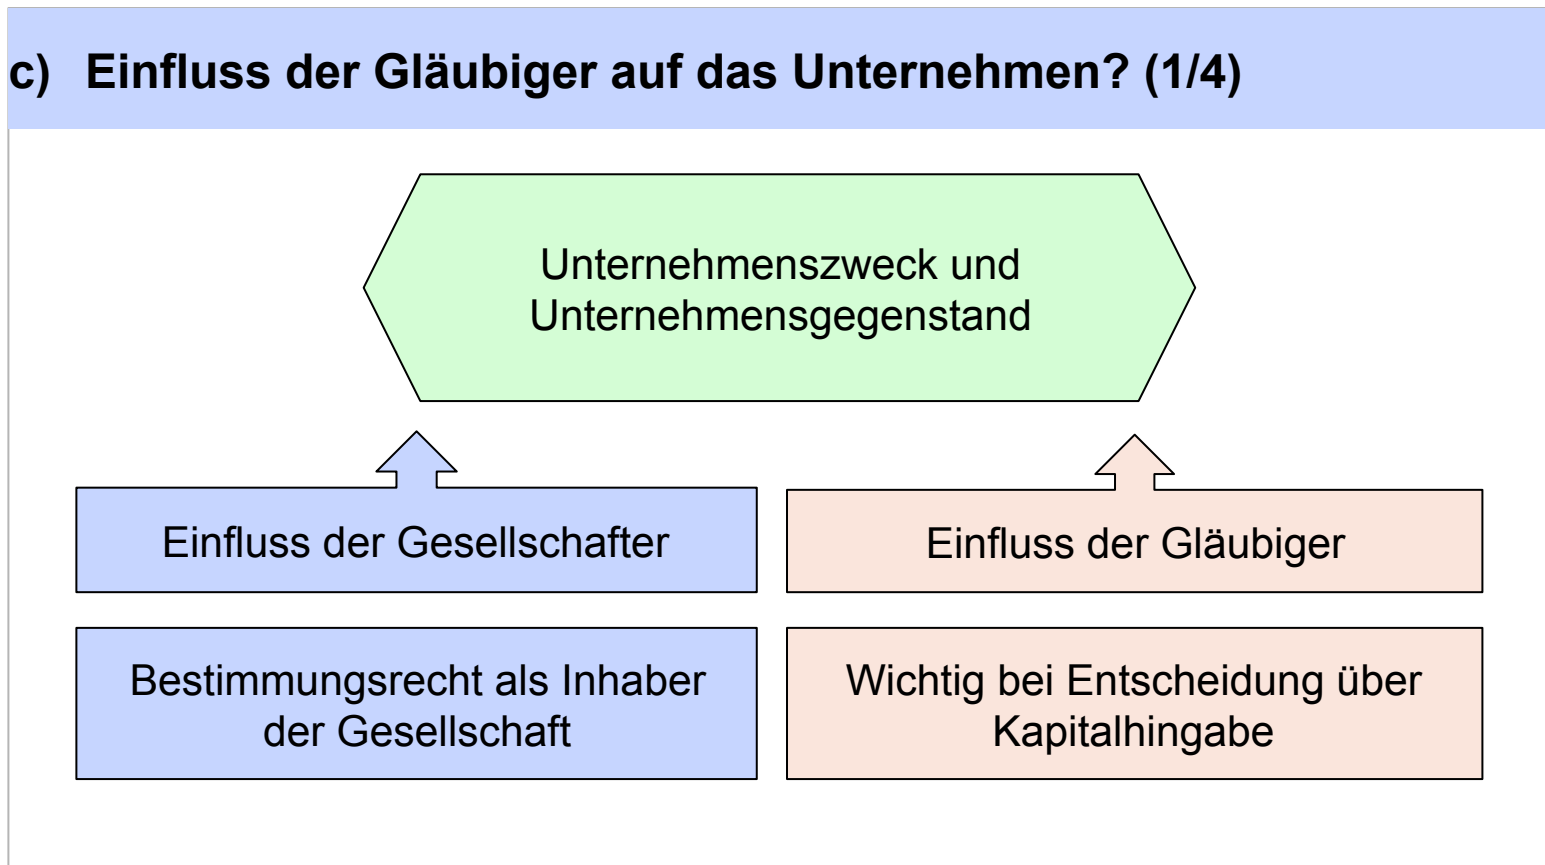 c) Einfluss der Gläubiger auf das Unternehmen? (1/4)
Unternehmenszweck und
Unternehmensgegenstand
Einfluss der Gesellschafter
Einfluss der Gläubiger
Bestimmungsrecht als Inhaber
der Gesellschaft
Wichtig bei Entscheidung über
Kapitalhingabe